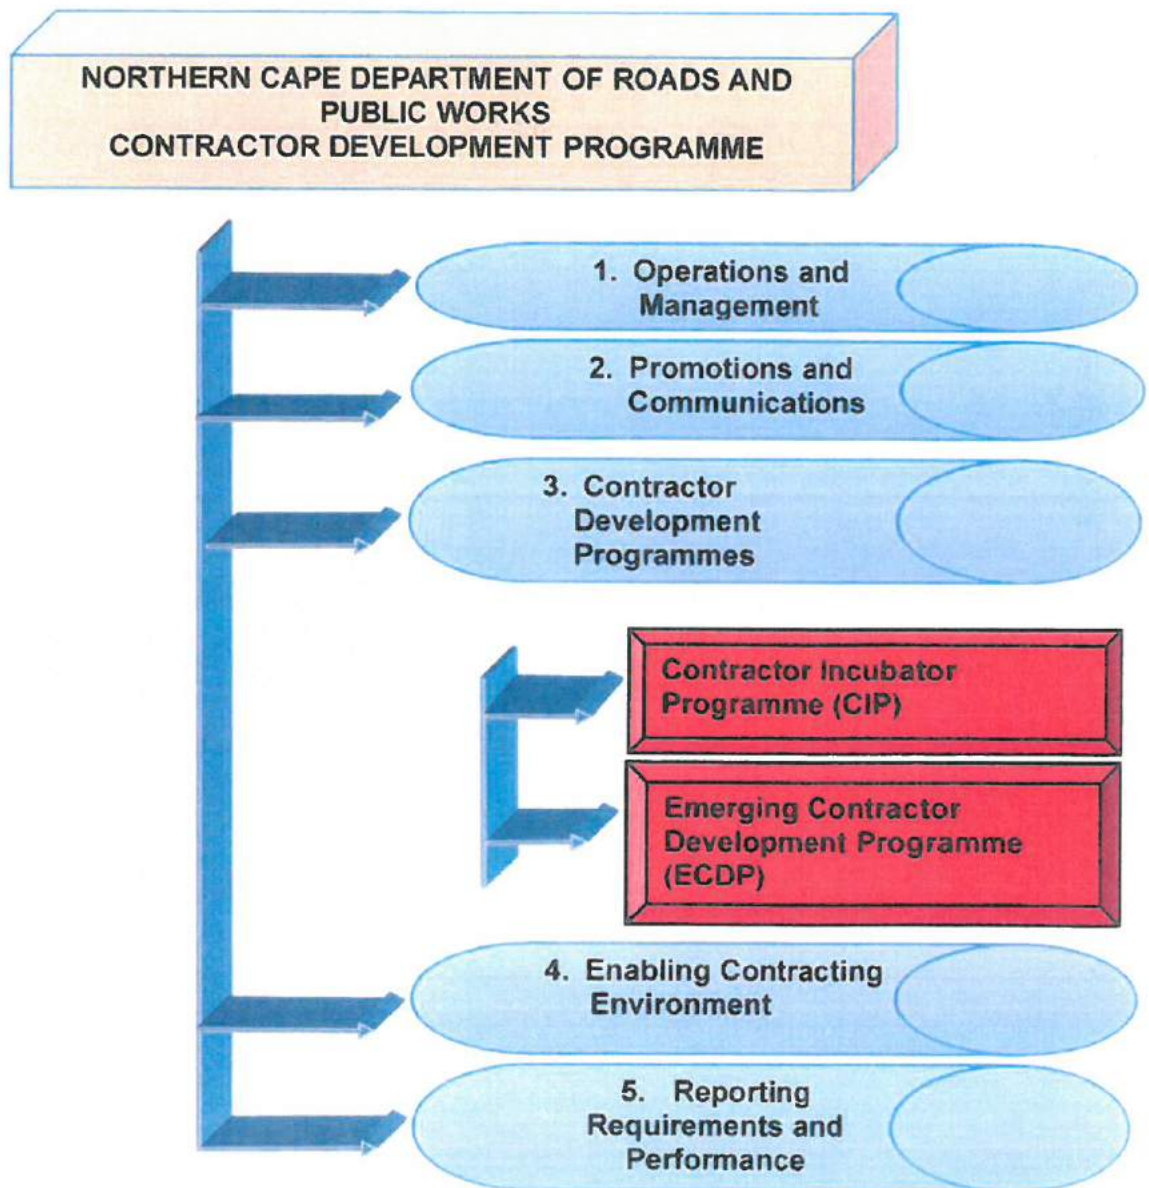 NORTHERN CAPE DEPARTMENT OF ROADS AND
PUBLIC WORKS
CONTRACTOR DEVELOPMENT PROGRAMME
1. Operations and
Management
2. Promotions and
Communications
3. Contractor
Development
Programmes
Contractor Incubator
Programme (CIP)
Emerging Contractor
Development Programme
(ECDP)
4. Enabling Contracting
Environment
5. Reporting
Requirements and
Performance